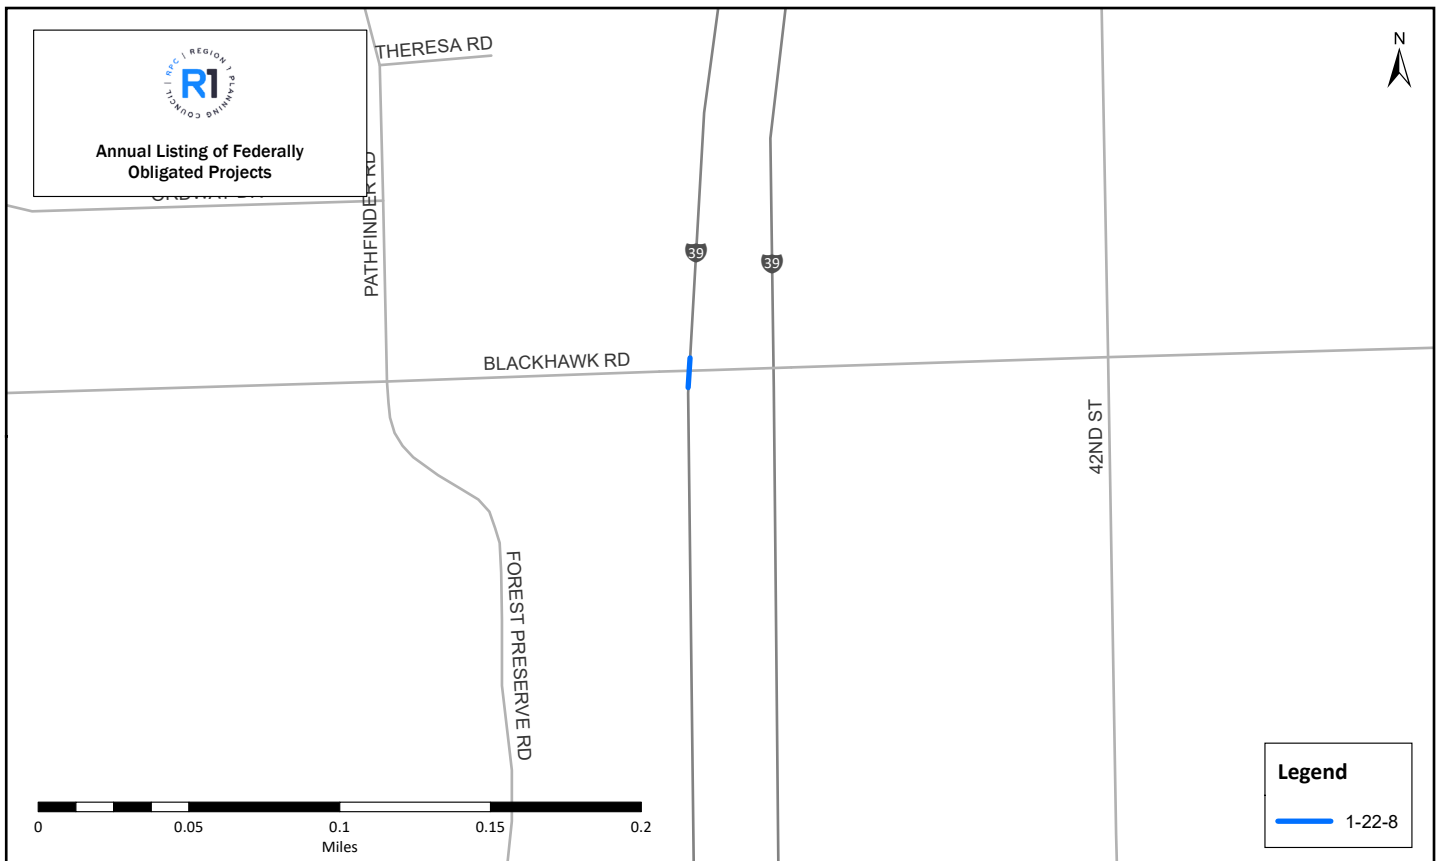 THERESA RD
N
RPC | REGION 1 PLANNING COUNCIL |
R1
Annual Listing of Federally
Obligated Projects
PATHFINDER RD
39
39
BLACKHAWK RD
42ND ST
FOREST PRESERVE RD
0
0.05
0.1
0.15
0.2
Miles
Legend
1-22-8